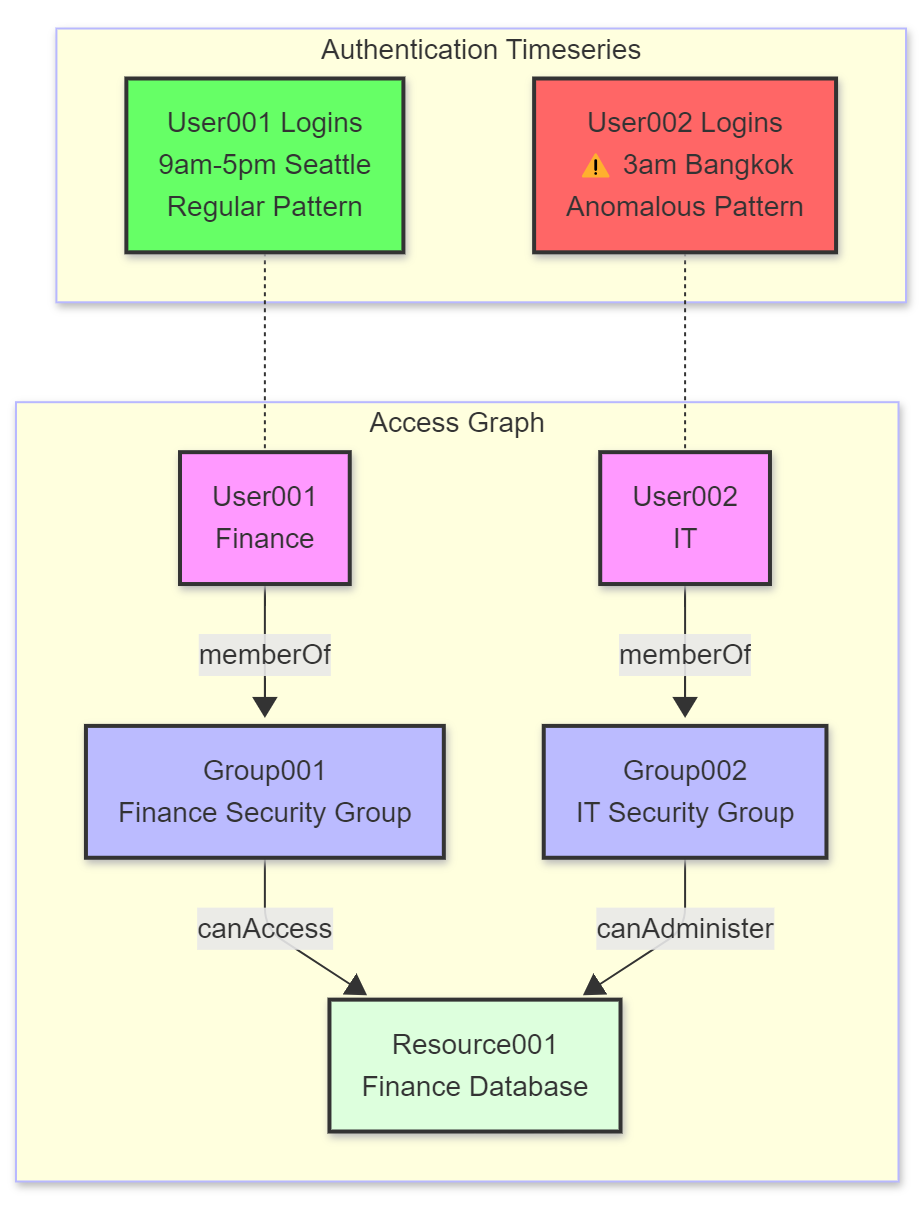 Authentication Timeseries
User001 Logins
9am-5pm Seattle
Regular Pattern
User002 Logins
⚠️ 3am Bangkok
Anomalous Pattern
Access Graph
User001
Finance
User002
IT
memberOf
memberOf
Group001
Finance Security Group
Group002
IT Security Group
canAccess
canAdminister
Resource001
Finance Database